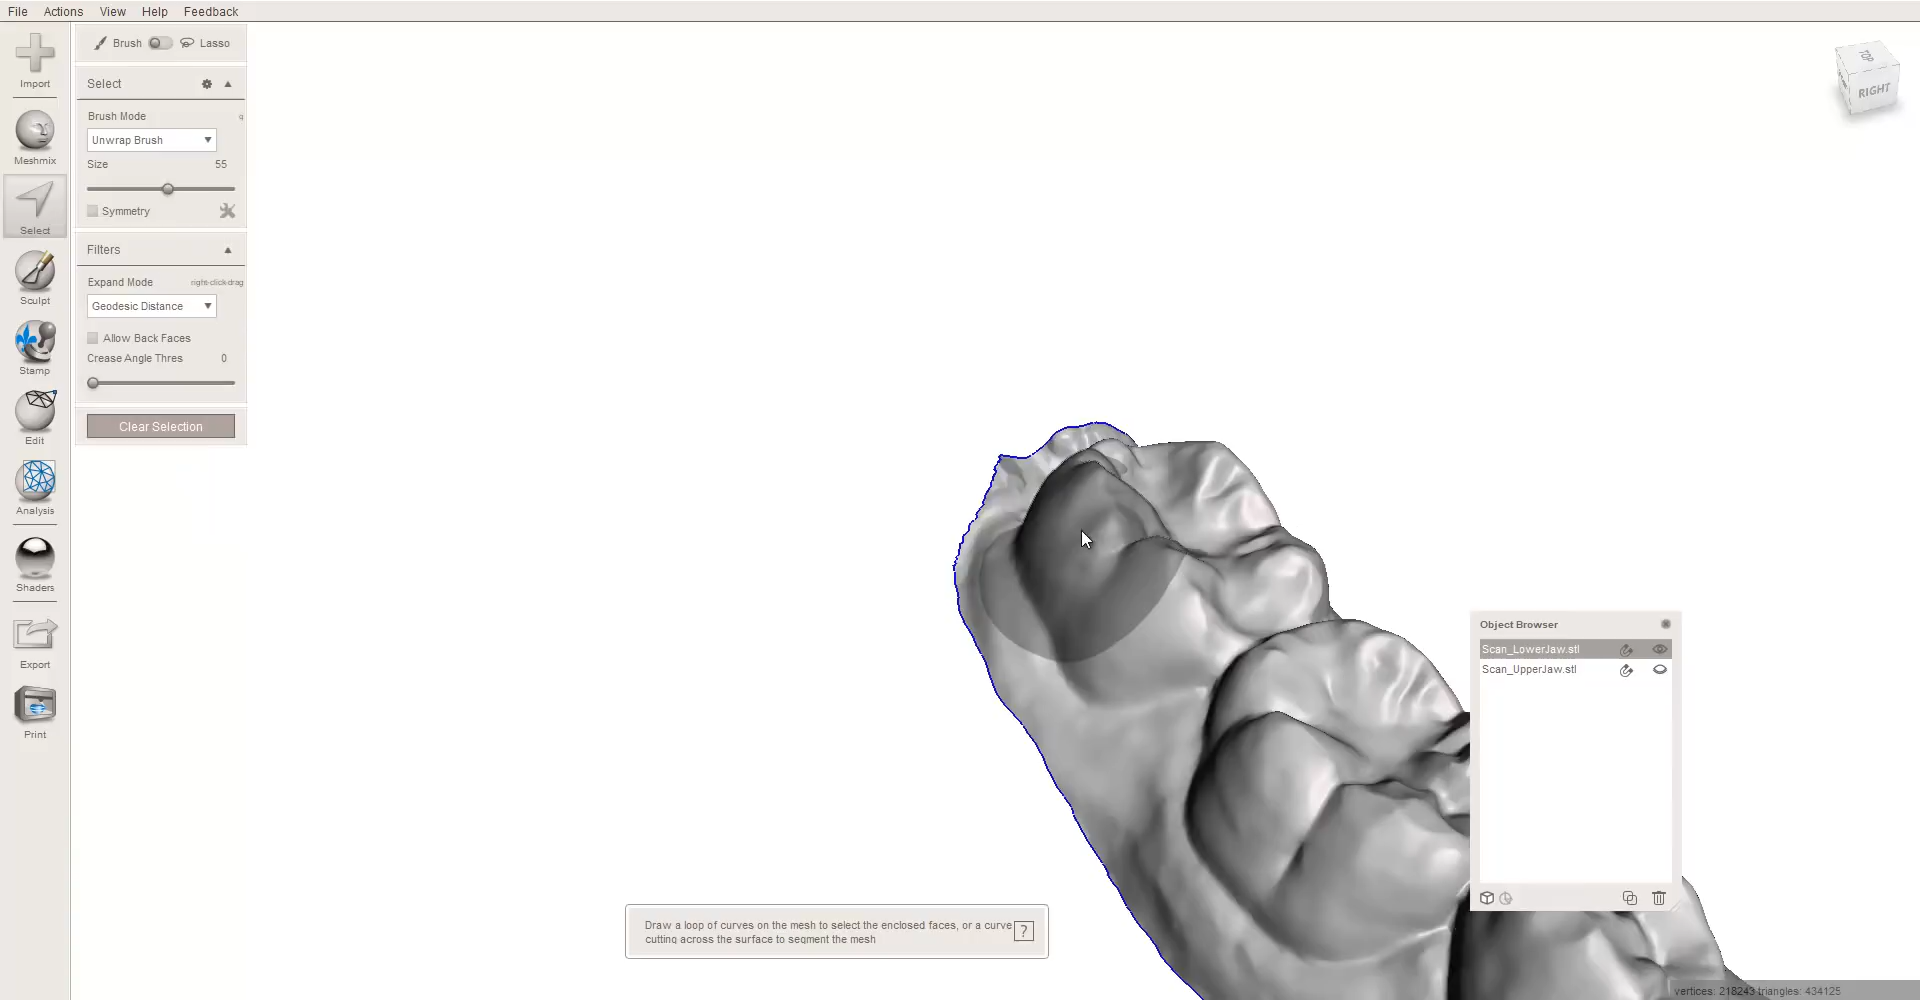 File Actions View Help Feedback
Import
Meshmix
Select
Sculpt
Stamp
Edit
Analysis
Shaders
Export
Print
Brush Lasso
Select
Brush Mode q
Unwrap Brush
Size 55
Symmetry
Filters
Expand Mode right-click-drag
Geodesic Distance
Allow Back Faces
Crease Angle Thres 0
Clear Selection
TOP
RIGHT
Object Browser
Scan_LowerJaw.stl
Scan_UpperJaw.stl
Draw a loop of curves on the mesh to select the enclosed faces, or a curve
cutting across the surface to segment the mesh
?
vertices: 218243 triangles: 434125